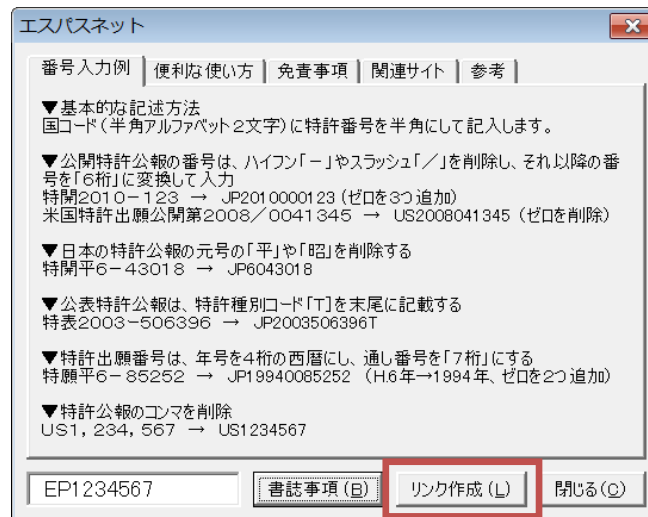 エスパスネット
番号入力例 便利な使い方 免責事項 関連サイト 参考
▼基本的な記述方法
国コード(半角アルファベット2文字)に特許番号を半角にして記入します。
▼公開特許公報の番号は、ハイフン「－」やスラッシュ「／」を削除し、それ以降の番
号を「6桁」に変換して入力
特開2010－123 → JP2010000123 (ゼロを3つ追加)
米国特許出願公開第2008／0041345 → US2008041345 (ゼロを削除)
▼日本の特許公報の元号の「平」や「昭」を削除する
特開平6－43018 → JP6043018
▼公表特許公報は、特許種別コード「T」を末尾に記載する
特表2003－506396 → JP2003506396T
▼特許出願番号は、年号を4桁の西暦にし、通し番号を「7桁」にする
特願平6－85252 → JP19940085252 (H.6年→1994年、ゼロを2つ追加)
▼特許公報のコンマを削除
US1，234，567 → US1234567
EP1234567 書誌事項(B) リンク作成(L) 閉じる(C)